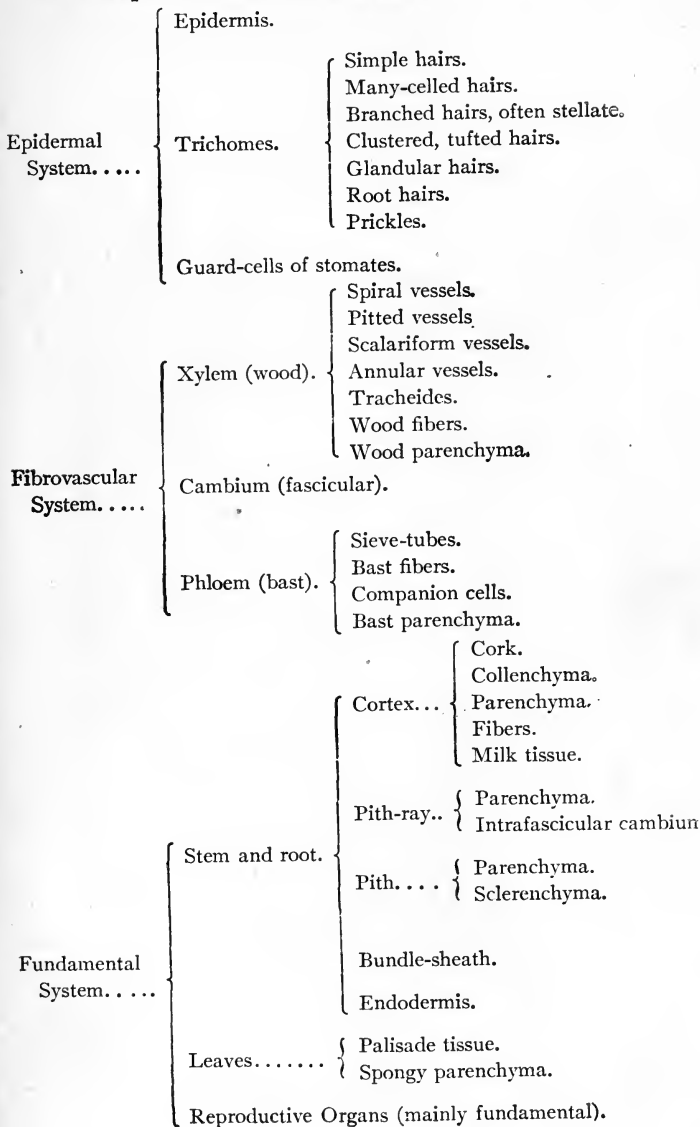 Epidermis.
Simple hairs.
Many-celled hairs.
Branched hairs, often stellate.
Epidermal
System.....
Trichomes.
Clustered, tufted hairs.
Glandular hairs.
Root hairs.
Prickles.
Guard-cells of stomates.
Spiral vessels.
Pitted vessels.
Scalariform vessels.
Xylem (wood).
Annular vessels.
Tracheides.
Wood fibers.
Wood parenchyma.
Fibrovascular
System.....
Cambium (fascicular).
Sieve-tubes.
Bast fibers.
Phloem (bast).
Companion cells.
Bast parenchyma.
Cork.
Collenchyma.
Cortex...
Parenchyma.
Fibers.
Milk tissue.
Pith-ray..
Parenchyma.
Intrafascicular cambium
Stem and root.
Pith....
Parenchyma.
Sclerenchyma.
Fundamental
System.....
Bundle-sheath.
Endodermis.
Leaves.......
Palisade tissue.
Spongy parenchyma.
Reproductive Organs (mainly fundamental).